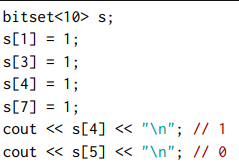 bitset<10> s;
s[1] = 1;
s[3] = 1;
s[4] = 1;
s[7] = 1;
cout << s[4] << "\n"; // 1
cout << s[5] << "\n"; // 0